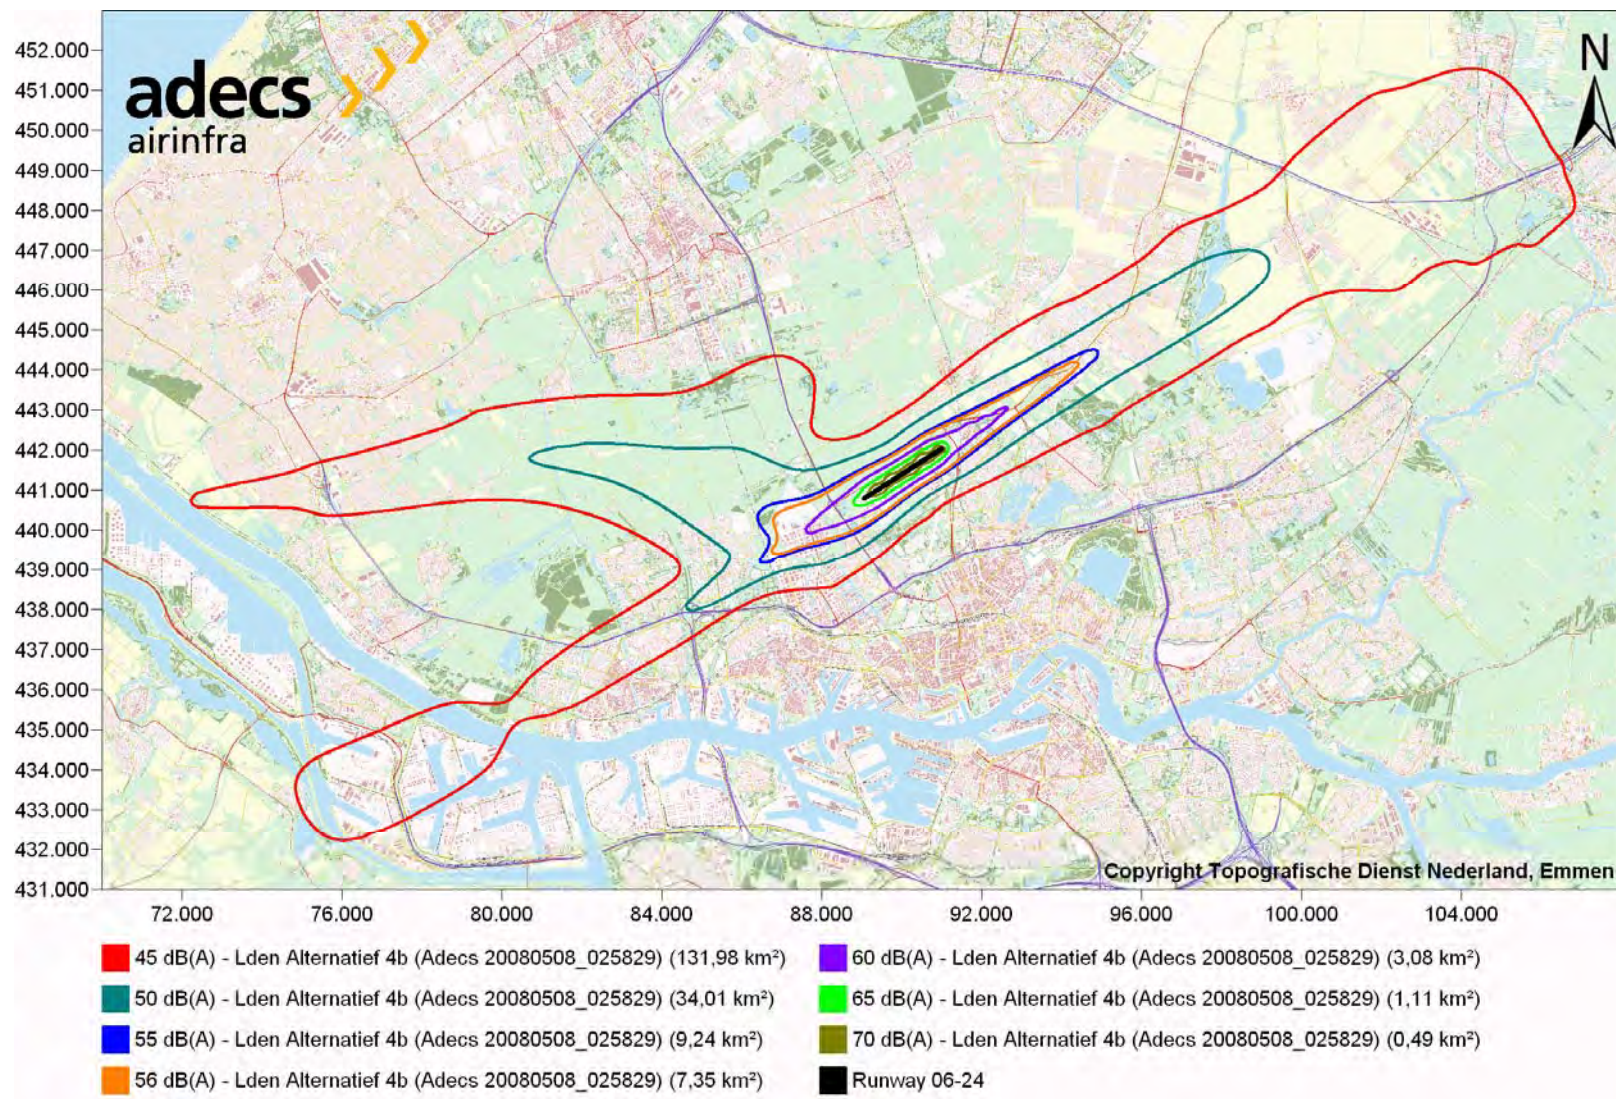 452.000
451.000
450.000
449.000
448.000
447.000
446.000
445.000
444.000
443.000
442.000
441.000
440.000
439.000
438.000
437.000
436.000
435.000
434.000
433.000
432.000
431.000
adecs
airinfra
N
Copyright Topografische Dienst Nederland, Emmen
72.000 76.000 80.000 84.000 88.000 92.000 96.000 100.000 104.000
45 dB(A) - Lden Alternatief 4b (Adecs 20080508_025829) (131,98 km²)
50 dB(A) - Lden Alternatief 4b (Adecs 20080508_025829) (34,01 km²)
55 dB(A) - Lden Alternatief 4b (Adecs 20080508_025829) (9,24 km²)
56 dB(A) - Lden Alternatief 4b (Adecs 20080508_025829) (7,35 km²)
60 dB(A) - Lden Alternatief 4b (Adecs 20080508_025829) (3,08 km²)
65 dB(A) - Lden Alternatief 4b (Adecs 20080508_025829) (1,11 km²)
70 dB(A) - Lden Alternatief 4b (Adecs 20080508_025829) (0,49 km²)
Runway 06-24